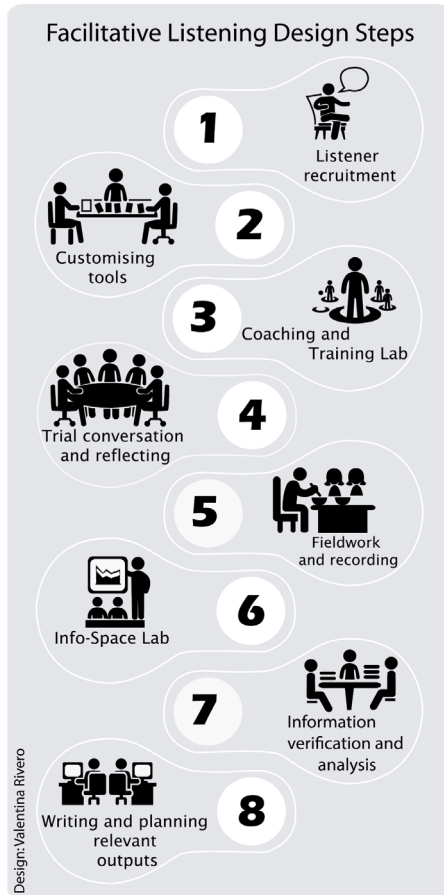 Facilitative Listening Design Steps
1
Listener
recruitment
2
Customising
tools
3
Coaching and
Training Lab
4
Trial conversation
and reflecting
5
Fieldwork
and recording
6
Info-Space Lab
7
Information
verification and
analysis
8
Writing and planning
relevant
outputs
Design:Valentina Rivero